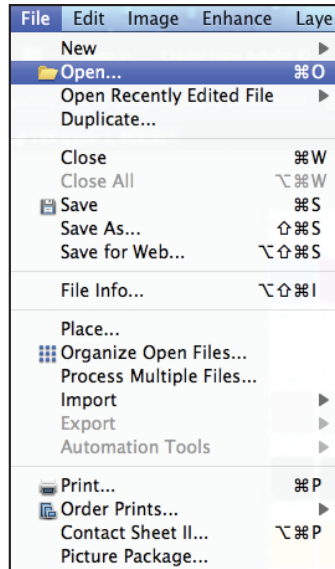 File Edit Image Enhance Laye
New
Open... ⌘O
Open Recently Edited File
Duplicate...
Close ⌘W
Close All ⌥⌘W
Save ⌘S
Save As... ⇧⌘S
Save for Web... ⌥⇧⌘S
File Info... ⌥⇧⌘I
Place...
Organize Open Files...
Process Multiple Files...
Import
Export
Automation Tools
Print... ⌘P
Order Prints...
Contact Sheet II... ⌥⌘P
Picture Package...